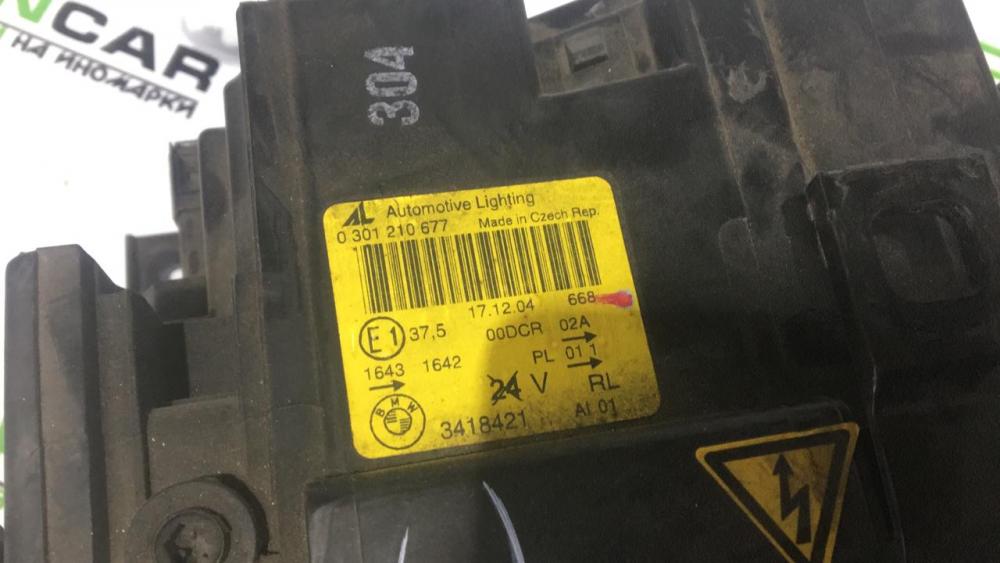 NCAR
НА ИНОМАРКИ
304
AL Automotive Lighting
0 301 210 677 Made in Czech Rep.
17.12.04 668
E1 37,5 00DCR 02A
1643 1642 PL 01 1
24 V RL
BMW 3418421 AI 01